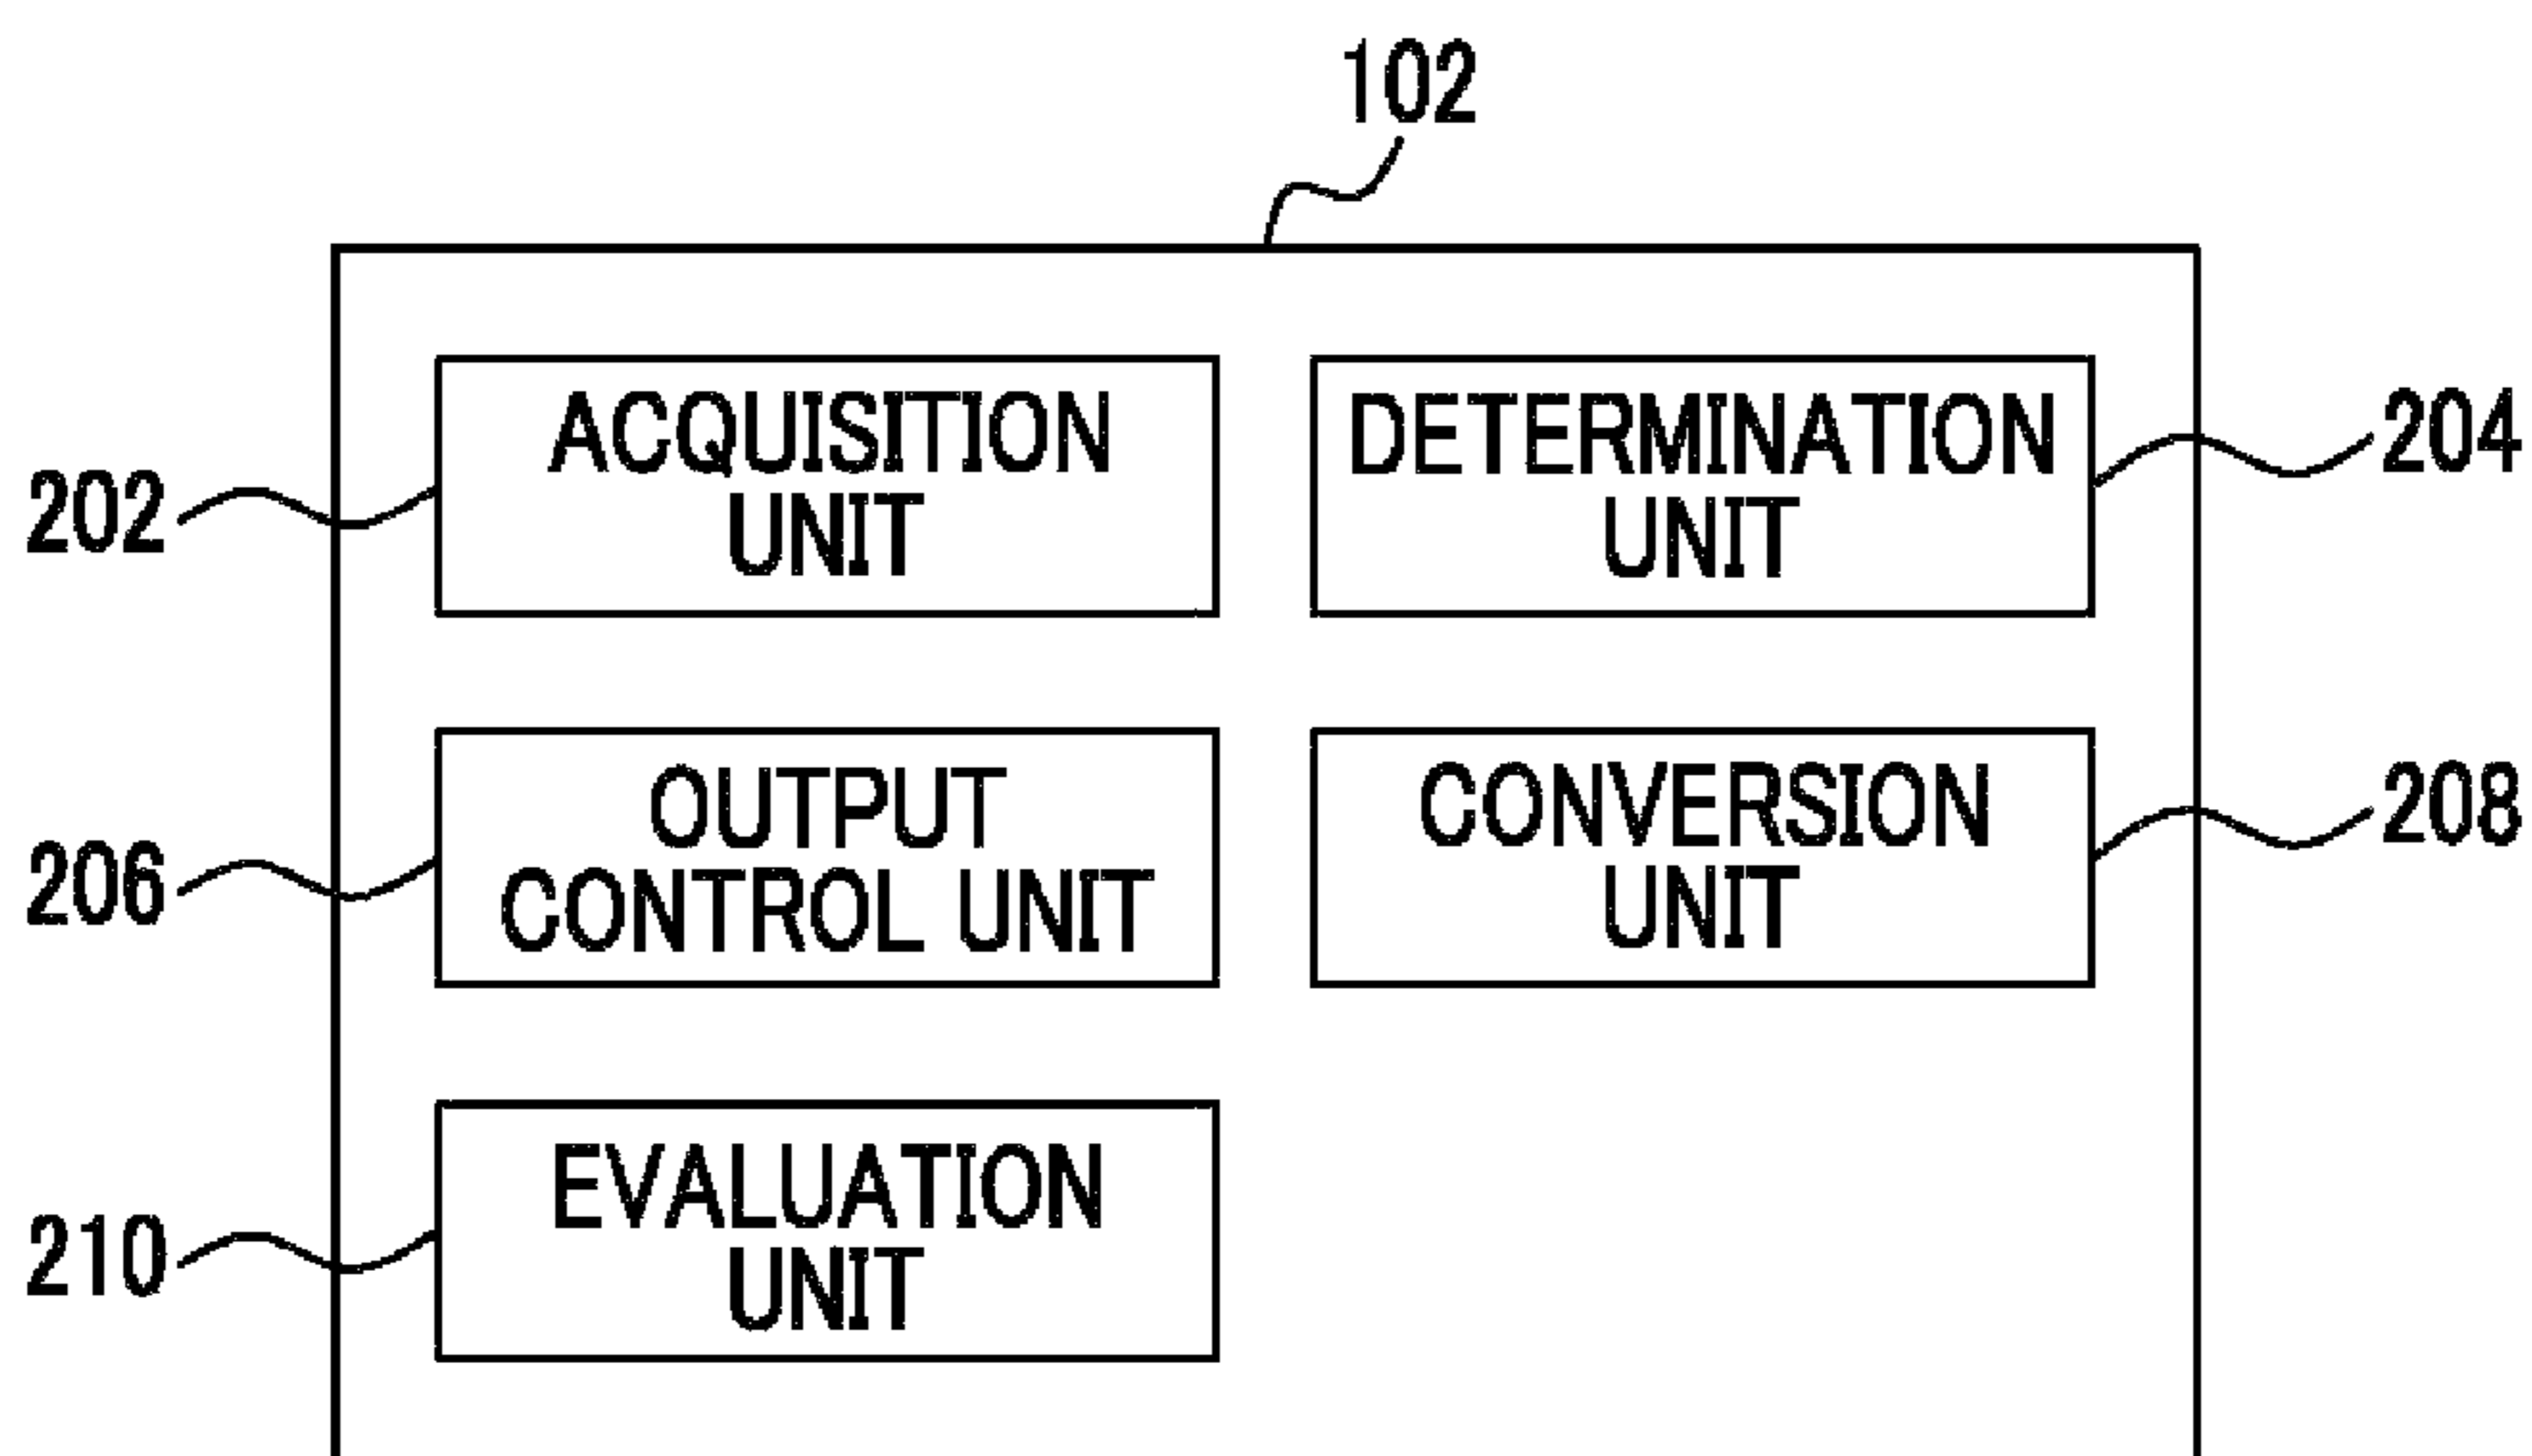 102
ACQUISITION
UNIT
202
DETERMINATION
UNIT
204
OUTPUT
CONTROL UNIT
206
CONVERSION
UNIT
208
EVALUATION
UNIT
210